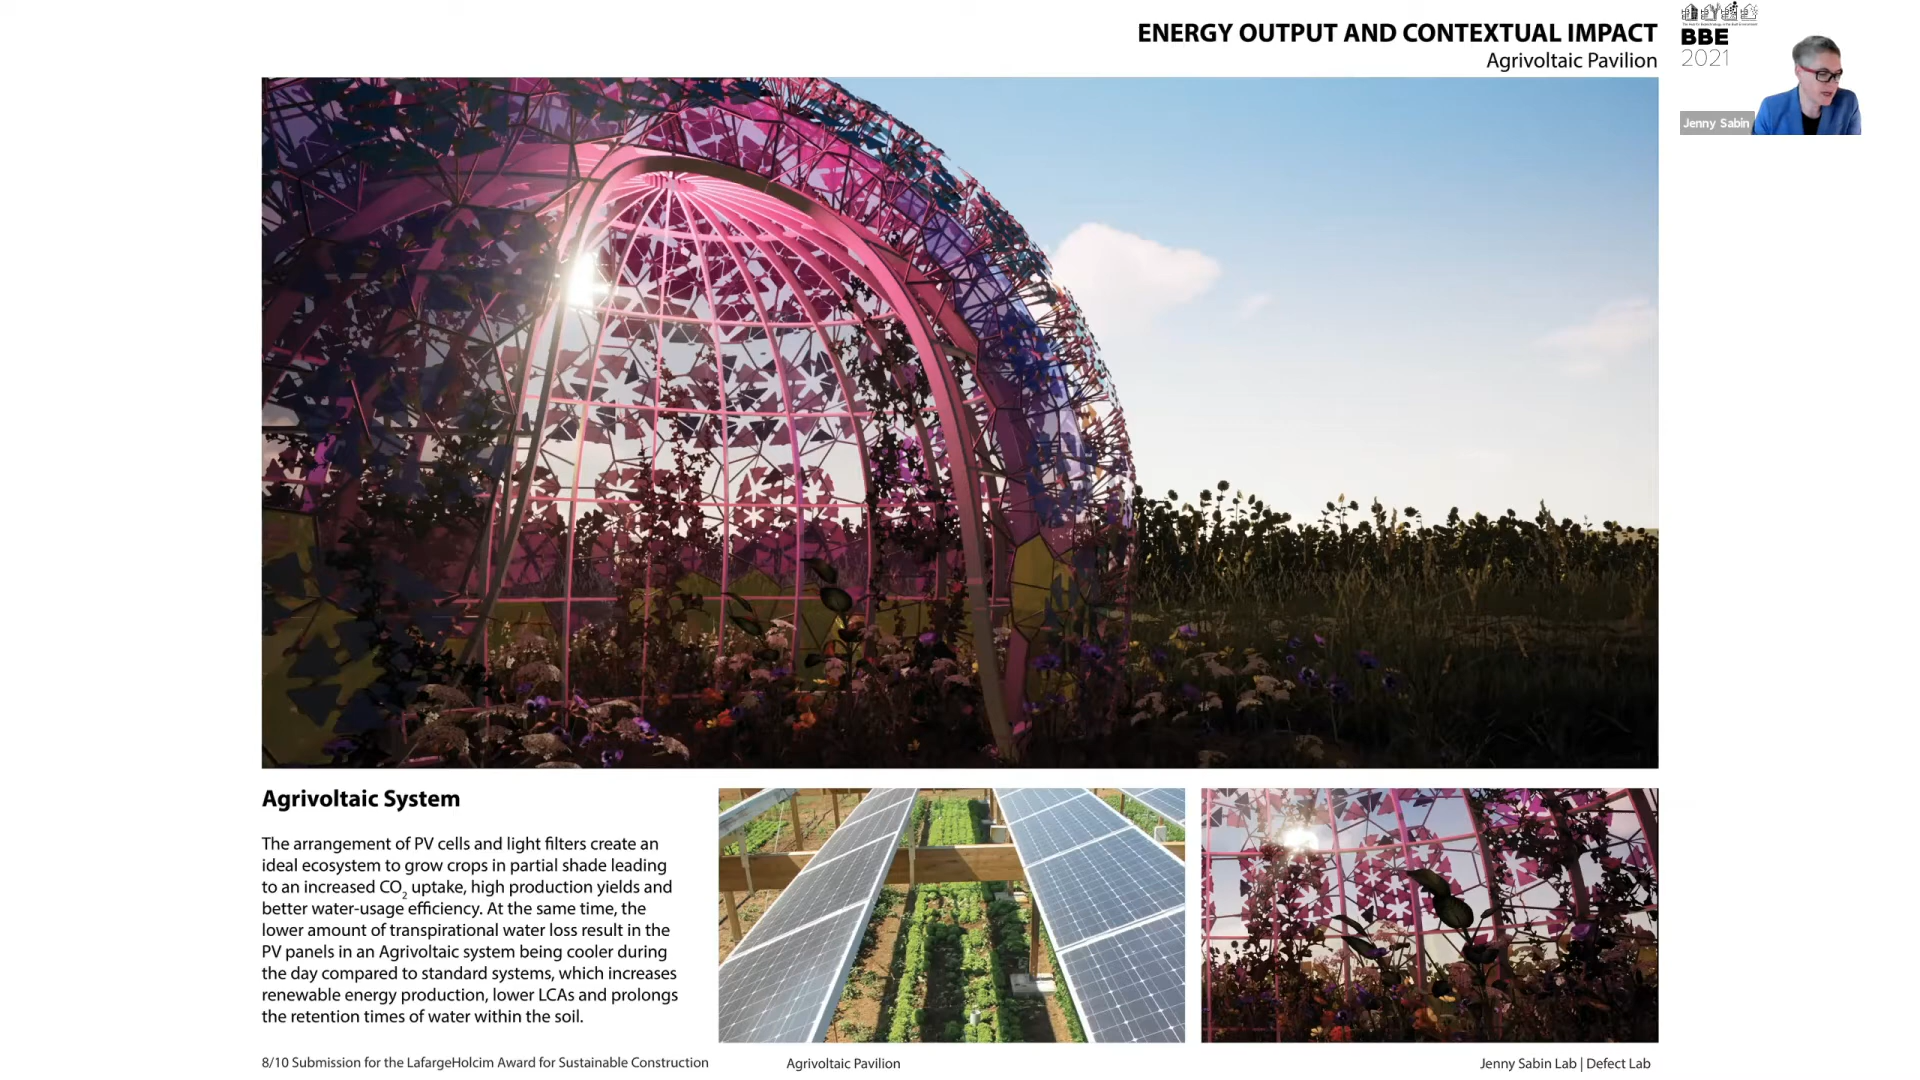 ENERGY OUTPUT AND CONTEXTUAL IMPACT
Agrivoltaic Pavilion
BBE
2021
Jenny Sabin
Agrivoltaic System
The arrangement of PV cells and light filters create an
ideal ecosystem to grow crops in partial shade leading
to an increased CO2 uptake, high production yields and
better water-usage efficiency. At the same time, the
lower amount of transpirational water loss result in the
PV panels in an Agrivoltaic system being cooler during
the day compared to standard systems, which increases
renewable energy production, lower LCAs and prolongs
the retention times of water within the soil.
8/10 Submission for the LafargeHolcim Award for Sustainable Construction
Agrivoltaic Pavilion
Jenny Sabin Lab | Defect Lab